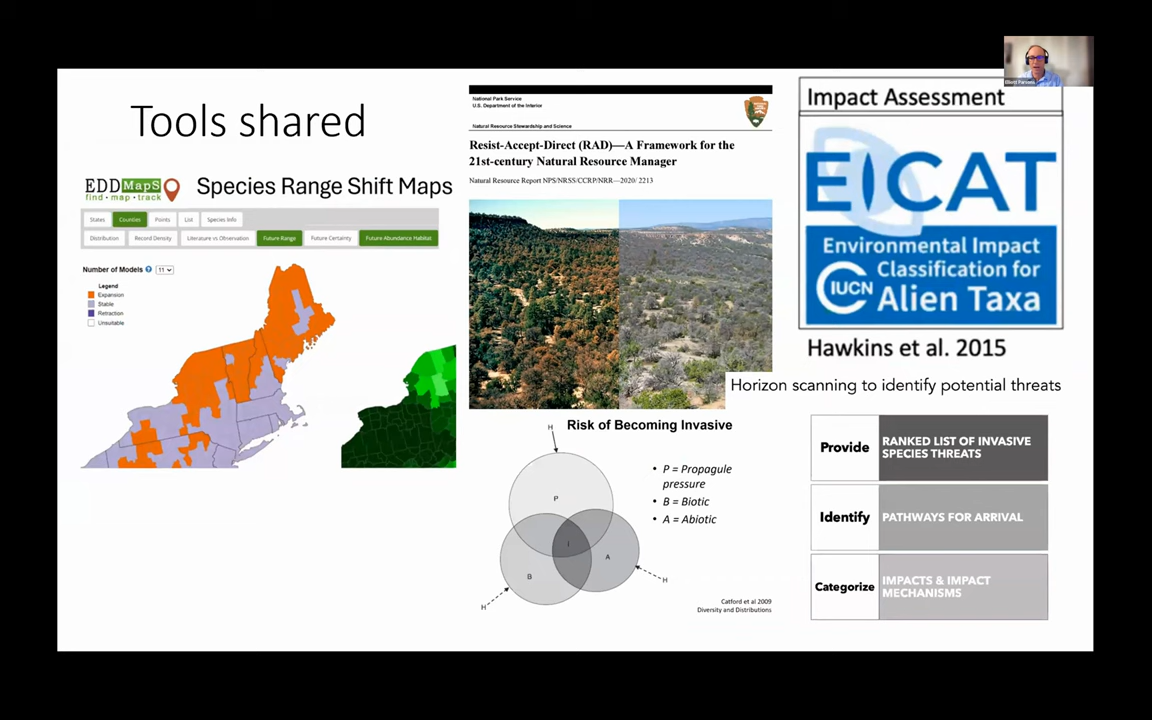 Tools shared
EDDMapS
find · map · track
Species Range Shift Maps
States Counties Points List Species Info
Distribution Record Density Literature vs Observation Future Range Future Certainty Future Abundance Habitat
Number of Models 11
Legend
Expansion
Stable
Retraction
Unsuitable
National Park Service
U.S. Department of the Interior
Natural Resource Stewardship and Science
Resist-Accept-Direct (RAD)—A Framework for the
21st-century Natural Resource Manager
Natural Resource Report NPS/NRSS/CCRP/NRR—2020/ 2213
Risk of Becoming Invasive
H
P
B
A
i
H
H
• P = Propagule
pressure
• B = Biotic
• A = Abiotic
Catford et al 2009
Diversity and Distributions
Impact Assessment
EICAT
Environmental Impact
Classification for
Alien Taxa
IUCN
Hawkins et al. 2015
Horizon scanning to identify potential threats
Provide
RANKED LIST OF INVASIVE
SPECIES THREATS
Identify
PATHWAYS FOR ARRIVAL
Categorize
IMPACTS & IMPACT
MECHANISMS